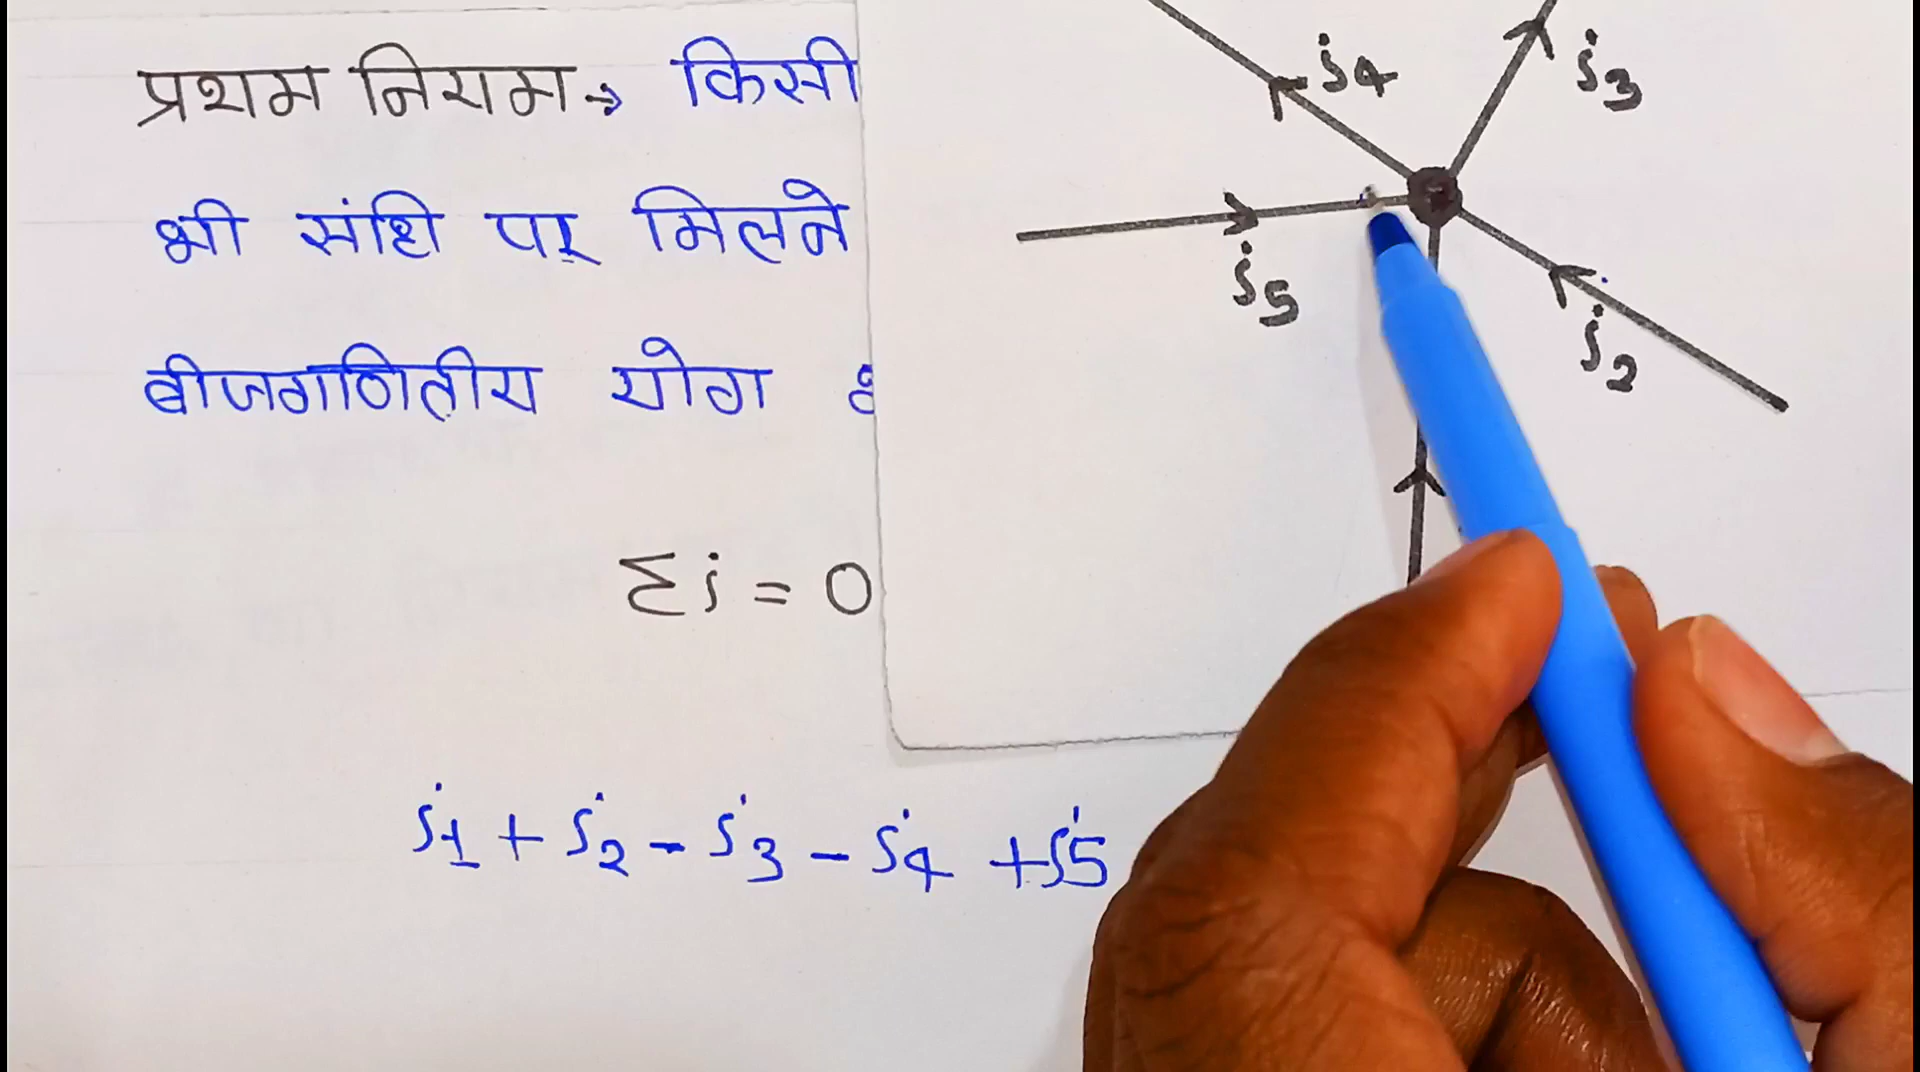 प्रथम नियम → किसी
भी संधि पर मिलने
बीजगणितीय योग
Σi = 0
i1 + i2 - i3 - i4 + i5
i4
i3
i5
i2